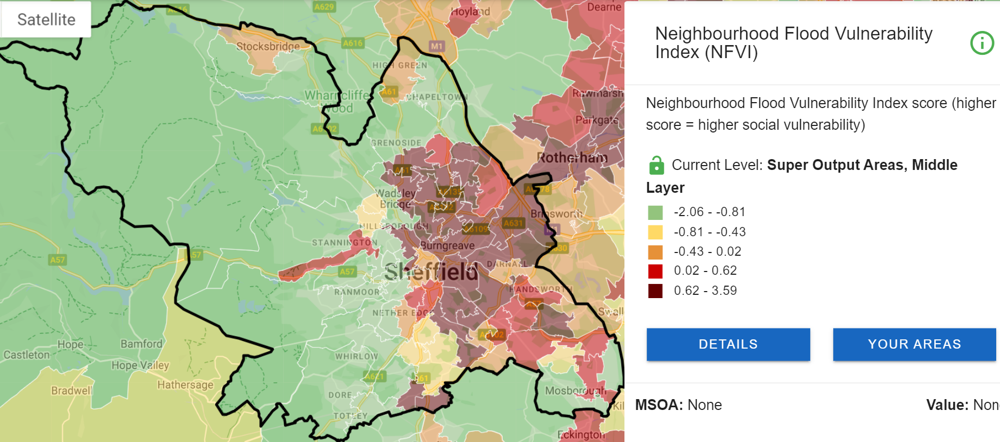 Satellite
A616
A629
Hoyland
Dearne
Stocksbridge
A616
M1
HIGH GREEN
A61
CHAPELTOWN
Wharncliffe
Wood
Rawmarsh
Parkgate
A6102
GRENOSIDE
Rotherham
A61
Wadsley
Bridge
A6135
A6102
Brinsworth
HILLSBOROUGH
A6109
A631
STANNINGTON
Burngreave
A57
A57
A57
Sheffield
DARNALL
A630
RANMOOR
HANDSWORTH
NETHER EDGE
A57
Swall
A6102
Hope
Bamford
Castleton
Hope Valley
WHIRLOW
A621
A61
Hathersage
Bradwell
DORE
Mosborough
TOTLEY
Kil
Eckington
Neighbourhood Flood Vulnerability
Index (NFVI)
Neighbourhood Flood Vulnerability Index score (higher
score = higher social vulnerability)
Current Level: Super Output Areas, Middle
Layer
-2.06 - -0.81
-0.81 - -0.43
-0.43 - 0.02
0.02 - 0.62
0.62 - 3.59
DETAILS
YOUR AREAS
MSOA: None
Value: Non